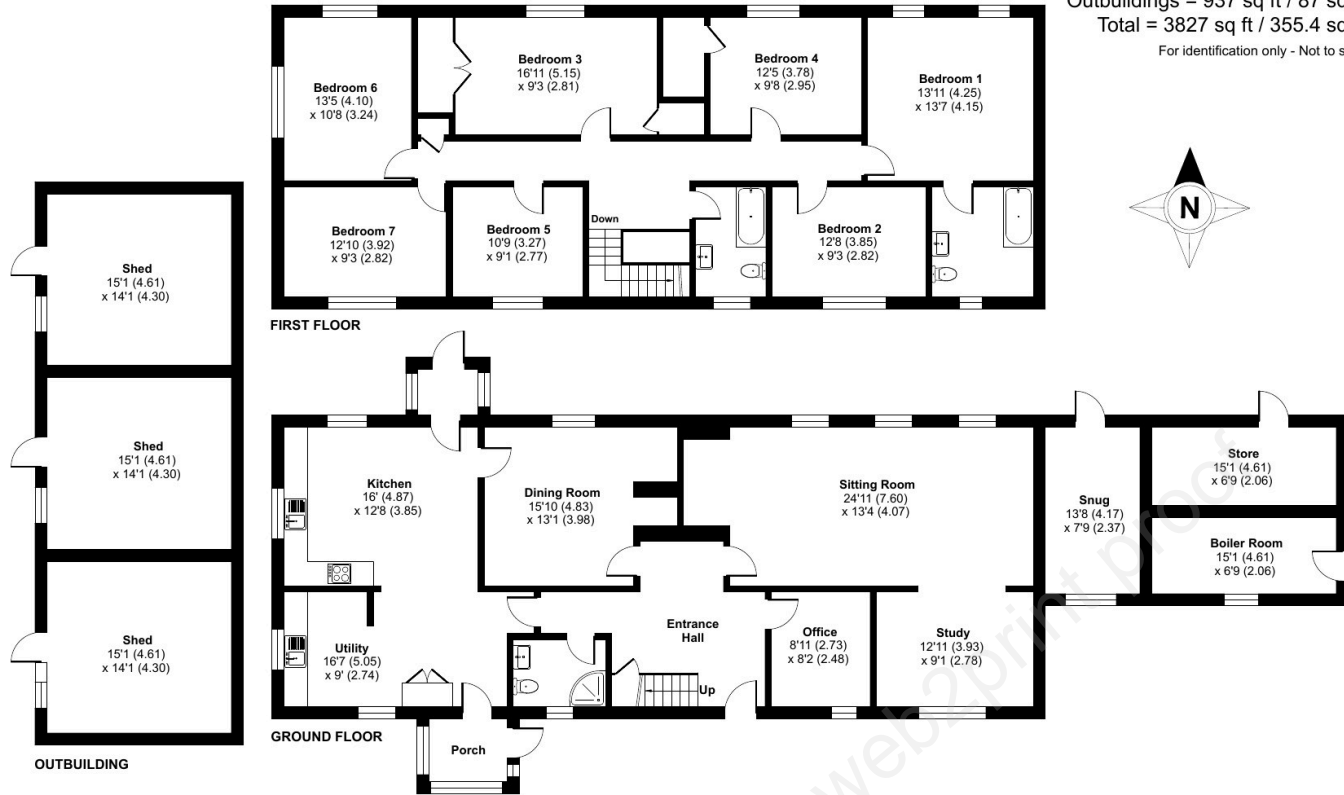 Outbuildings = 937 sq ft / 87 sq
Total = 3827 sq ft / 355.4 sq
For identification only - Not to s
N
Bedroom 6
13'5 (4.10)
x 10'8 (3.24)
Bedroom 3
16'11 (5.15)
x 9'3 (2.81)
Bedroom 4
12'5 (3.78)
x 9'8 (2.95)
Bedroom 1
13'11 (4.25)
x 13'7 (4.15)
Bedroom 7
12'10 (3.92)
x 9'3 (2.82)
Bedroom 5
10'9 (3.27)
x 9'1 (2.77)
Down
Bedroom 2
12'8 (3.85)
x 9'3 (2.82)
FIRST FLOOR
Shed
15'1 (4.61)
x 14'1 (4.30)
Shed
15'1 (4.61)
x 14'1 (4.30)
Shed
15'1 (4.61)
x 14'1 (4.30)
OUTBUILDING
Kitchen
16' (4.87)
x 12'8 (3.85)
Dining Room
15'10 (4.83)
x 13'1 (3.98)
Sitting Room
24'11 (7.60)
x 13'4 (4.07)
Snug
13'8 (4.17)
x 7'9 (2.37)
Store
15'1 (4.61)
x 6'9 (2.06)
Boiler Room
15'1 (4.61)
x 6'9 (2.06)
Utility
16'7 (5.05)
x 9' (2.74)
Entrance
Hall
Up
Office
8'11 (2.73)
x 8'2 (2.48)
Study
12'11 (3.93)
x 9'1 (2.78)
Porch
GROUND FLOOR
web2print proof